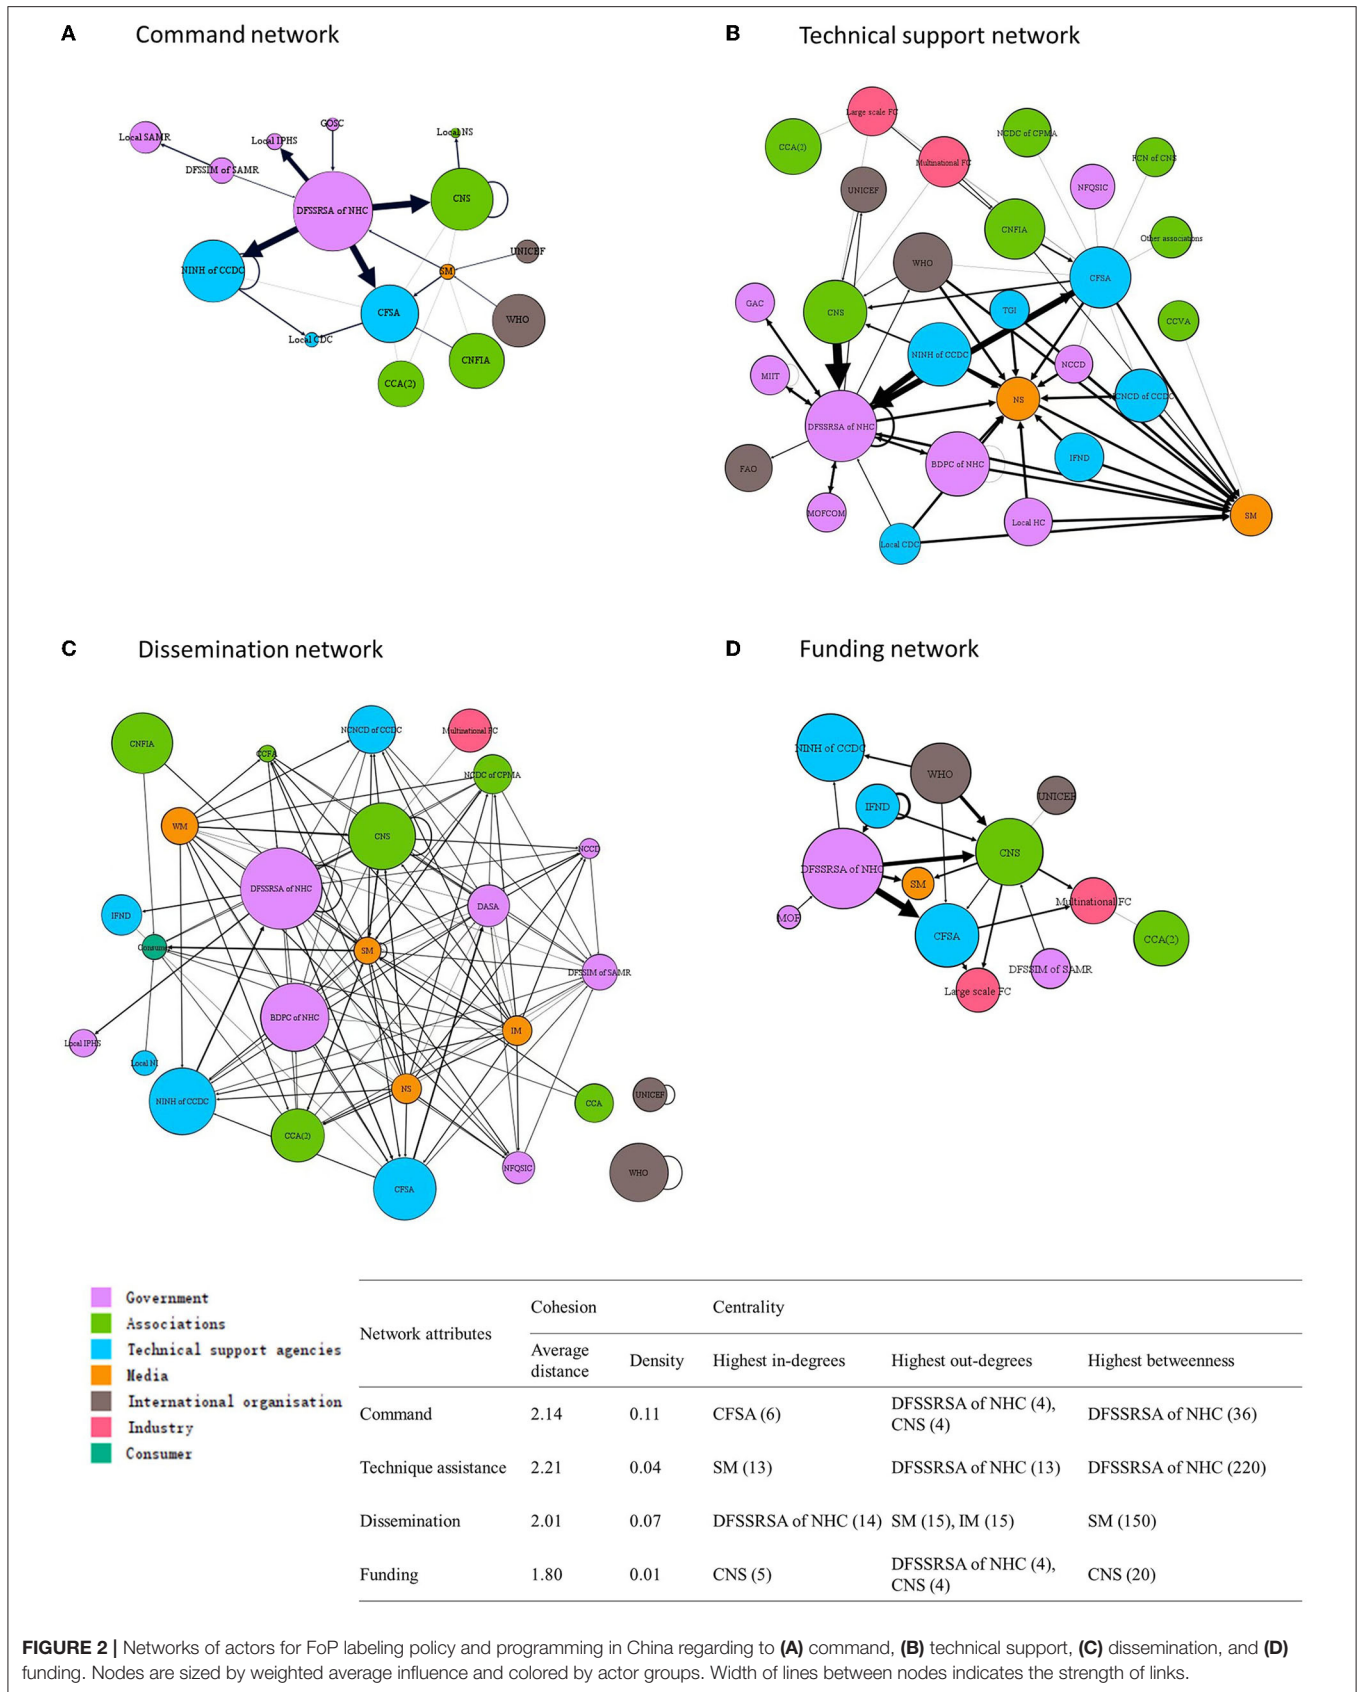 A Command network
Local SAMR
Local IPHS
GOSC
Local NS
DFSSIM of SAMR
DFSSRSA of NHC
CNS
NINH of CCDC
SM
UNICEF
CFSA
WHO
Local CDC
CNFIA
CCA(2)
B Technical support network
Large scale FC
CCA(2)
Multinational FC
NCDC of CPMA
FCN of CNS
UNICEF
NFQSIC
CNFIA
Other associations
WHO
CFSA
GAC
CNS
TGI
CCVA
NINH of CCDC
NCCD
MIIT
NS
NCNCD of CCDC
DFSSRSA of NHC
BDPC of NHC
IFND
FAO
MOFCOM
Local HC
SM
Local CDC
C Dissemination network
CNFIA
CCFA
NCNCD of CCDC
Multinational FC
NCDC of CPMA
WM
CNS
NCCD
DFSSRSA of NHC
DASA
IFND
Consumer
SM
DFSSIM of SAMR
BDPC of NHC
IM
Local IPHS
Local NI
NINH of CCDC
NS
CCA
UNICEF
CCA(2)
NFQSIC
CFSA
WHO
D Funding network
NINH of CCDC
WHO
IFND
UNICEF
DFSSRSA of NHC
CNS
SM
MOF
Multinational FC
CFSA
CCA(2)
DFSSIM of SAMR
Large scale FC
Government
Associations
Technical support agencies
Media
International organisation
Industry
Consumer
Network attributes Cohesion Centrality
Average distance Density Highest in-degrees Highest out-degrees Highest betweenness
Command 2.14 0.11 CFSA (6) DFSSRSA of NHC (4), CNS (4) DFSSRSA of NHC (36)
Technique assistance 2.21 0.04 SM (13) DFSSRSA of NHC (13) DFSSRSA of NHC (220)
Dissemination 2.01 0.07 DFSSRSA of NHC (14) SM (15), IM (15) SM (150)
Funding 1.80 0.01 CNS (5) DFSSRSA of NHC (4), CNS (4) CNS (20)
FIGURE 2 | Networks of actors for FoP labeling policy and programming in China regarding to (A) command, (B) technical support, (C) dissemination, and (D)
funding. Nodes are sized by weighted average influence and colored by actor groups. Width of lines between nodes indicates the strength of links.